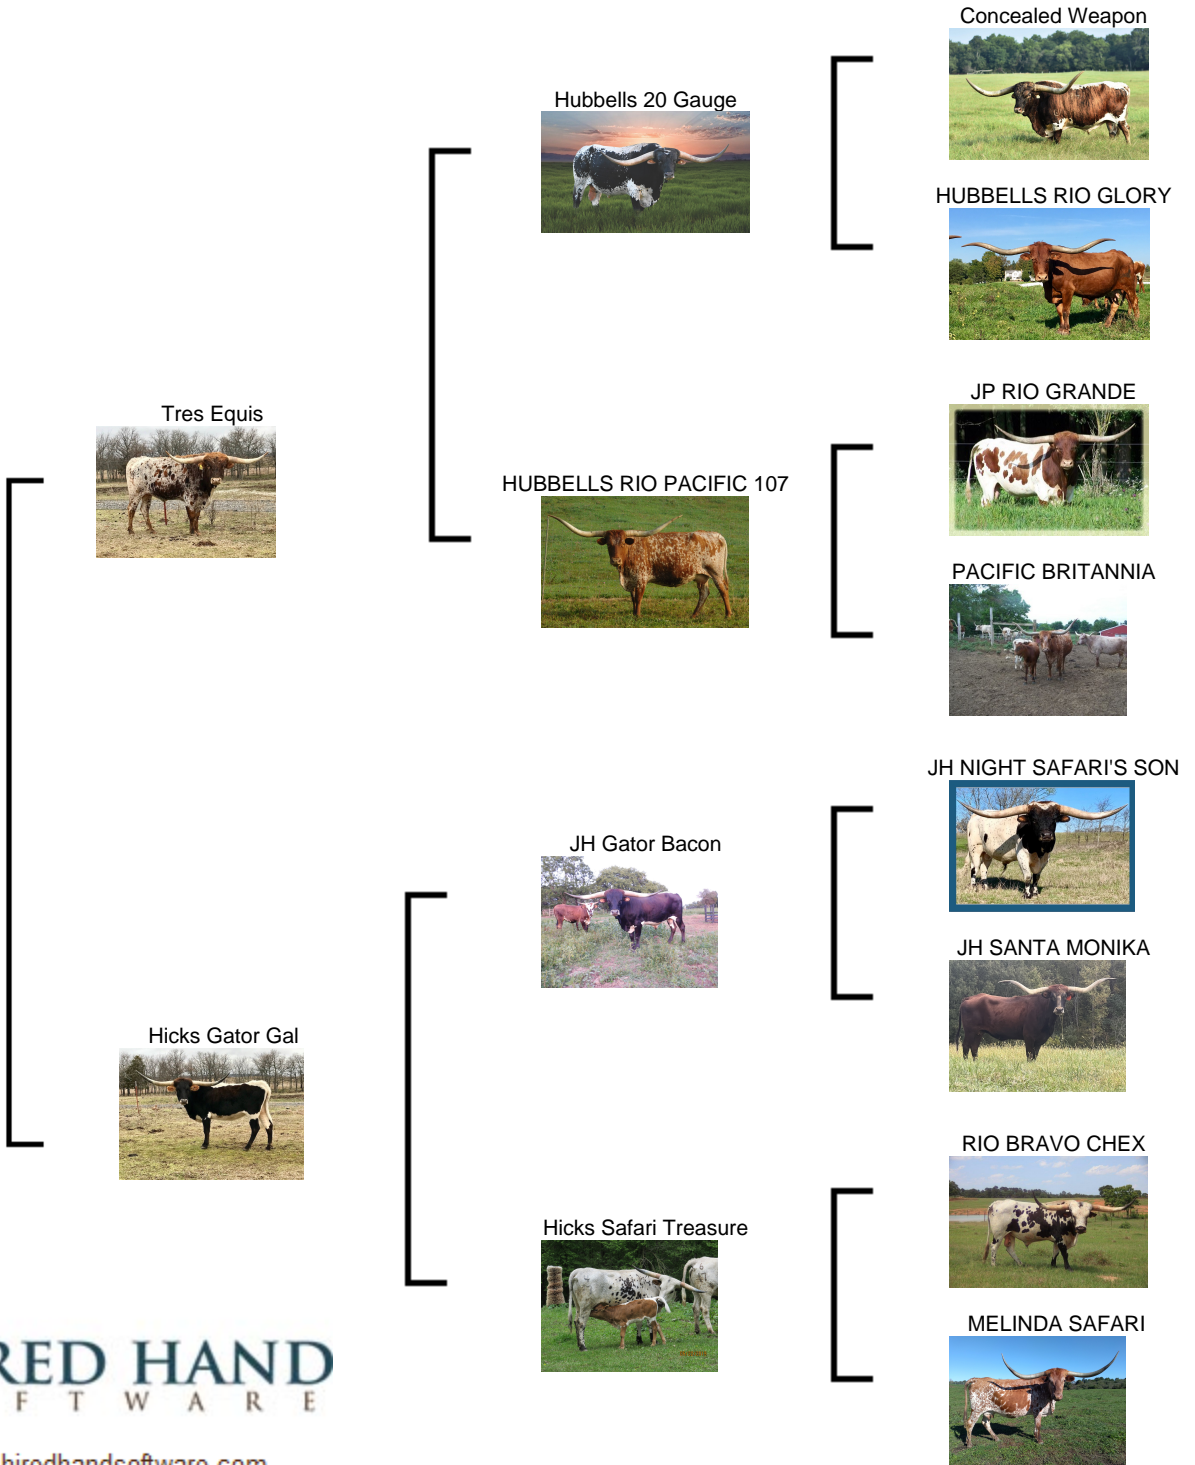 Concealed Weapon
Hubbells 20 Gauge
HUBBELLS RIO GLORY
JP RIO GRANDE
Tres Equis
HUBBELLS RIO PACIFIC 107
PACIFIC BRITANNIA
JH NIGHT SAFARI'S SON
JH Gator Bacon
JH SANTA MONIKA
Hicks Gator Gal
RIO BRAVO CHEX
Hicks Safari Treasure
MELINDA SAFARI
RED HAND
F T W A R E
hiredhandsoftware.com